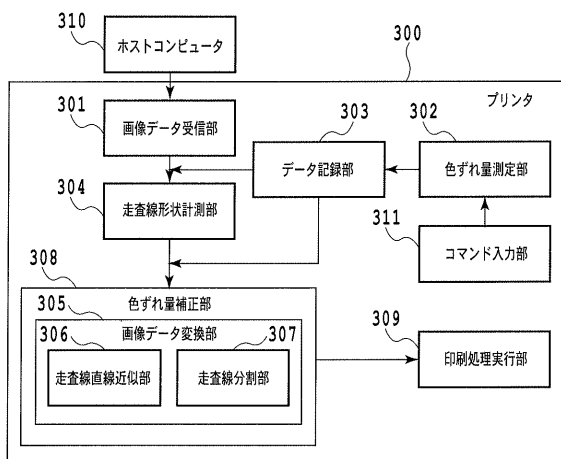 310
ホストコンピュータ
300
プリンタ
301
画像データ受信部
303
データ記録部
302
色ずれ量測定部
304
走査線形状計測部
311
コマンド入力部
308
色ずれ量補正部
305
画像データ変換部
306
走査線直線近似部
307
走査線分割部
309
印刷処理実行部